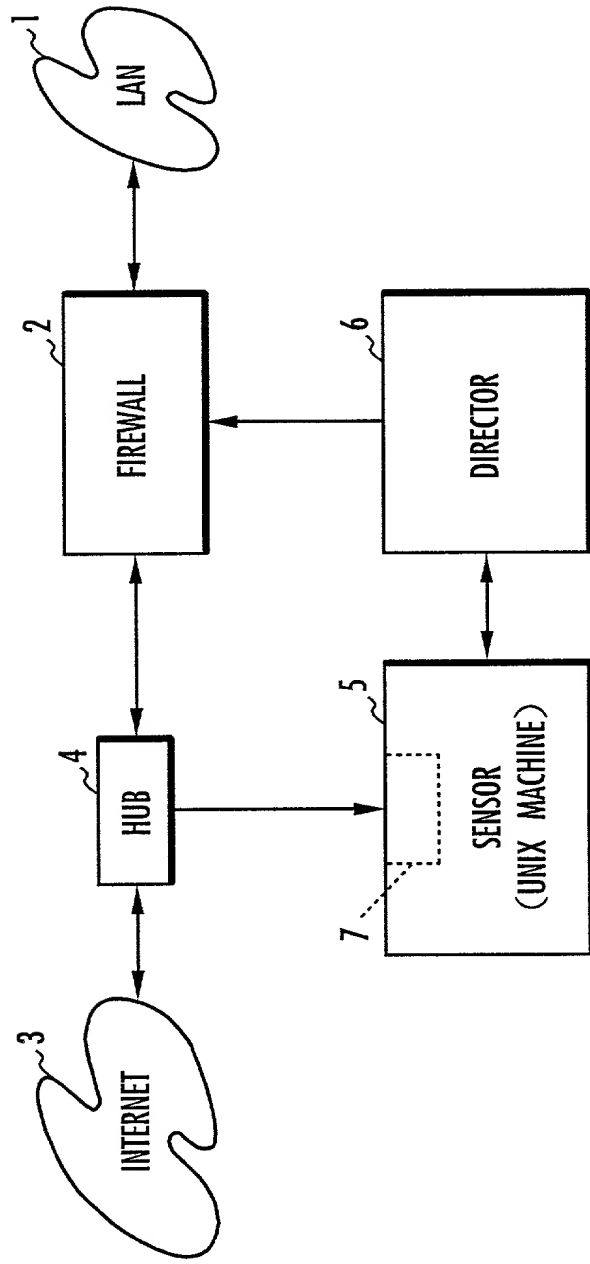 3
INTERNET
4
HUB
2
FIREWALL
1
LAN
7
5
SENSOR
(UNIX MACHINE)
6
DIRECTOR